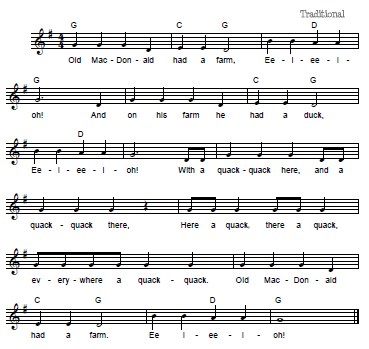 Traditional
G C G D
Old Mac - Don - ald had a farm, Ee - I - ee - I -
G C G
oh! And on his farm he had a duck,
D G
Ee - I - ee - I - oh! With a quack - quack here, and a
quack - quack there, Here a quack, there a quack,
ev - ery - where a quack - quack. Old Mac - Don - ald
C G D G
had a farm. Ee - I - ee - I - oh!